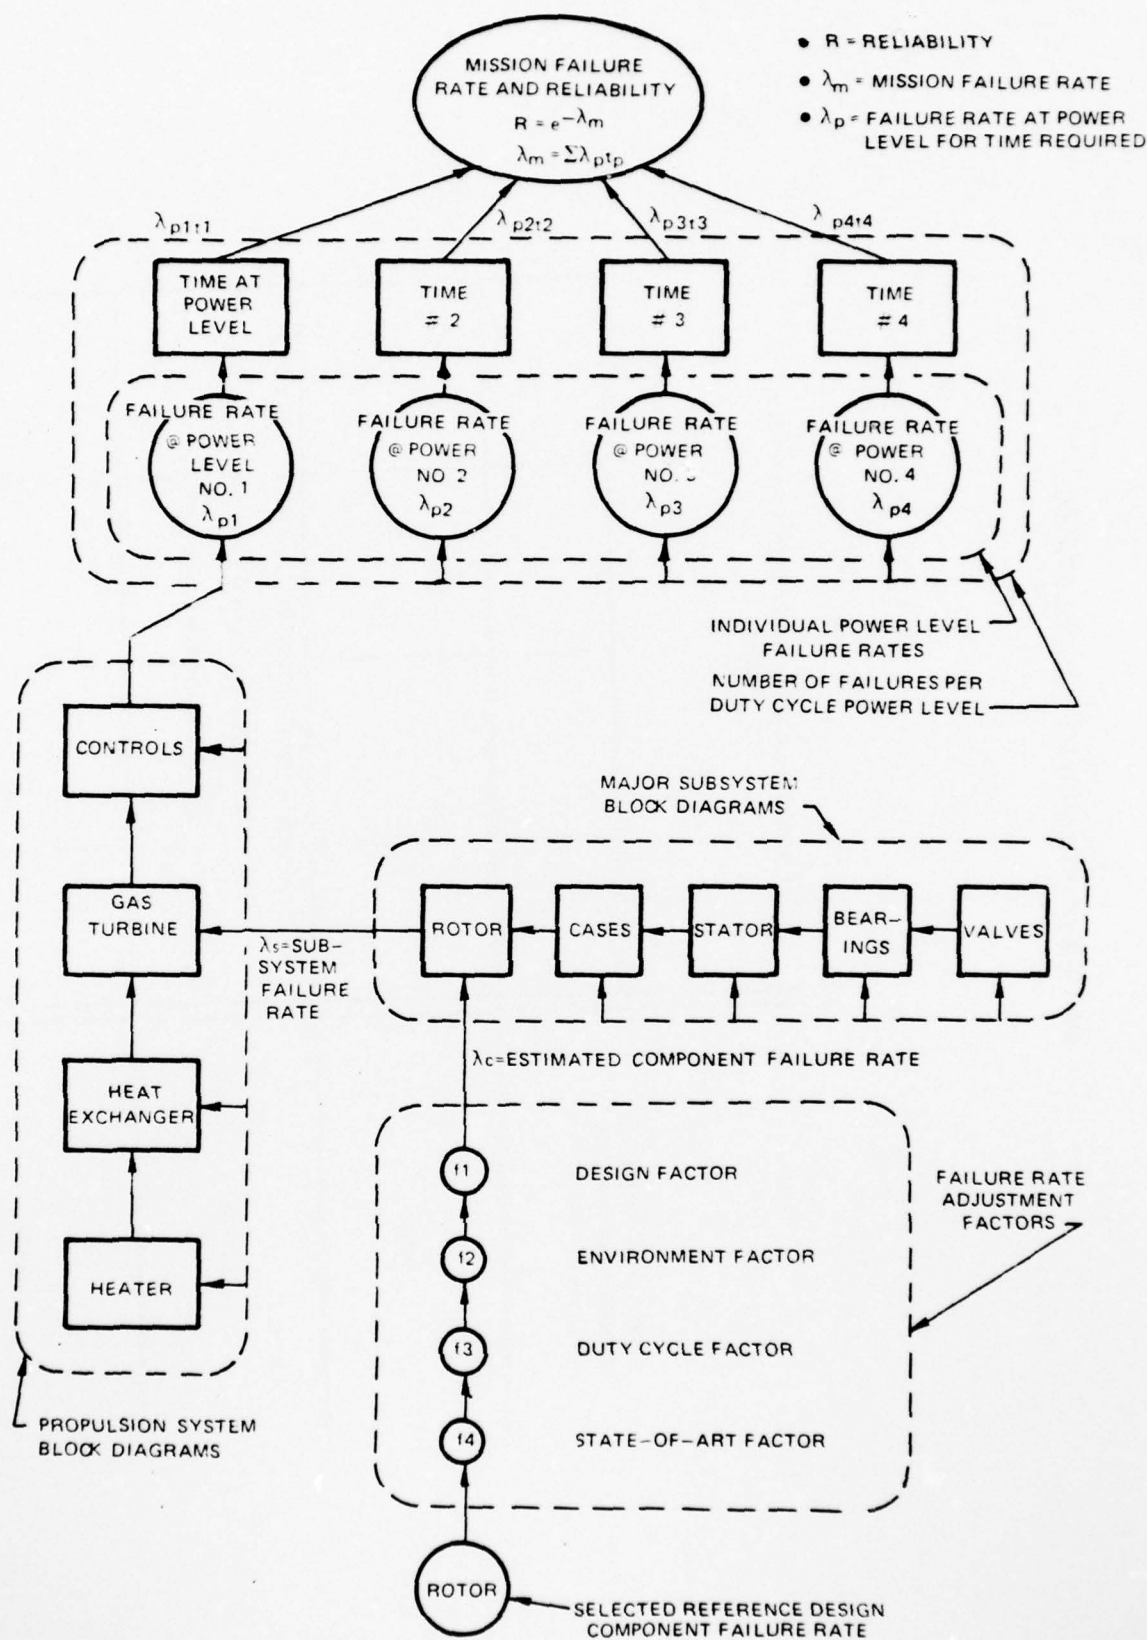 MISSION FAILURE
RATE AND RELIABILITY
R = e^−λm
λm = Σλptp
• R = RELIABILITY
• λm = MISSION FAILURE RATE
• λp = FAILURE RATE AT POWER
LEVEL FOR TIME REQUIRED
λp1t1
λp2t2
λp3t3
λp4t4
TIME AT
POWER
LEVEL
TIME
# 2
TIME
# 3
TIME
# 4
FAILURE RATE
@ POWER
LEVEL
NO. 1
λp1
FAILURE RATE
@ POWER
NO 2
λp2
FAILURE RATE
@ POWER
NO.
λp3
FAILURE RATE
@ POWER
NO. 4
λp4
INDIVIDUAL POWER LEVEL
FAILURE RATES
NUMBER OF FAILURES PER
DUTY CYCLE POWER LEVEL
CONTROLS
GAS
TURBINE
HEAT
EXCHANGER
HEATER
PROPULSION SYSTEM
BLOCK DIAGRAMS
MAJOR SUBSYSTEM
BLOCK DIAGRAMS
ROTOR
CASES
STATOR
BEAR–
INGS
VALVES
λs=SUB–
SYSTEM
FAILURE
RATE
λc=ESTIMATED COMPONENT FAILURE RATE
f1
DESIGN FACTOR
f2
ENVIRONMENT FACTOR
f3
DUTY CYCLE FACTOR
f4
STATE–OF–ART FACTOR
FAILURE RATE
ADJUSTMENT
FACTORS
ROTOR
SELECTED REFERENCE DESIGN
COMPONENT FAILURE RATE